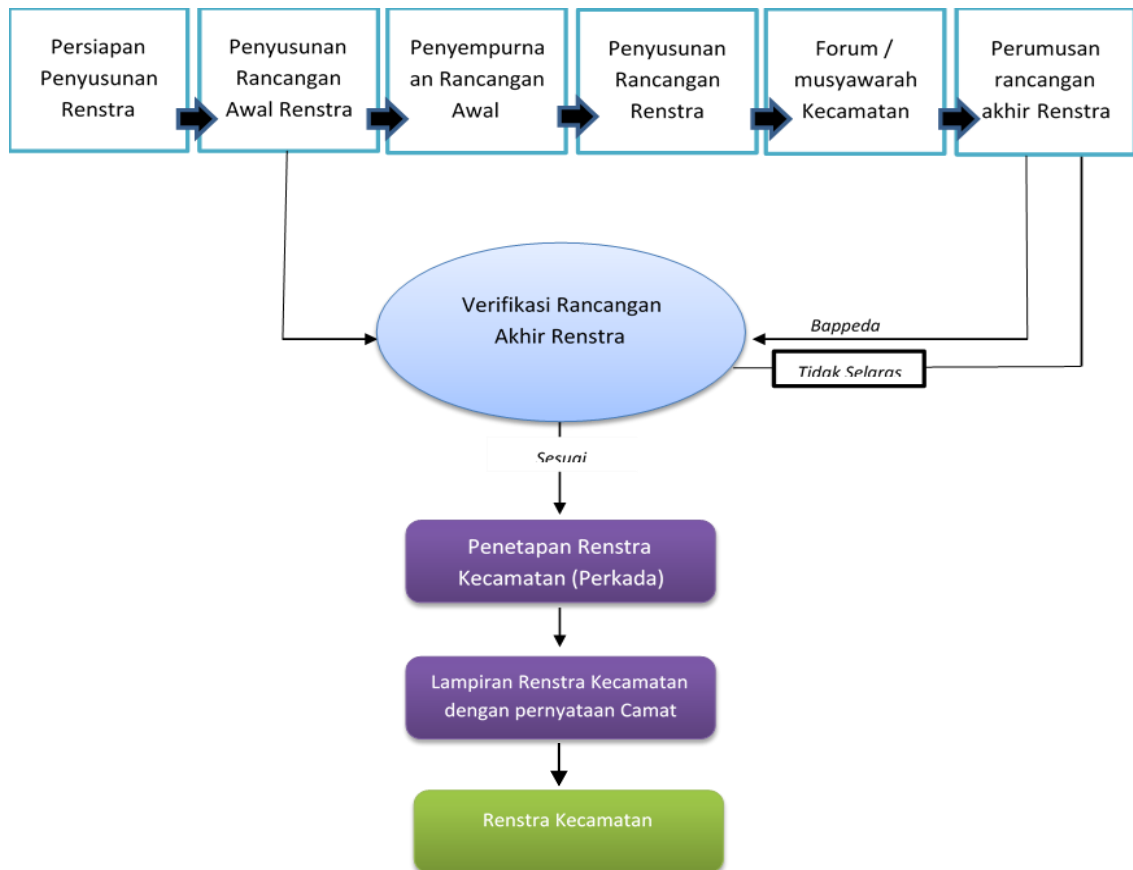 Persiapan
Penyusunan
Renstra
Penyusunan
Rancangan
Awal Renstra
Penyempurna
an Rancangan
Awal
Penyusunan
Rancangan
Renstra
Forum /
musyawarah
Kecamatan
Perumusan
rancangan
akhir Renstra
Verifikasi Rancangan
Akhir Renstra
Bappeda
Tidak Selaras
Sesuai
Penetapan Renstra
Kecamatan (Perkada)
Lampiran Renstra Kecamatan
dengan pernyataan Camat
Renstra Kecamatan